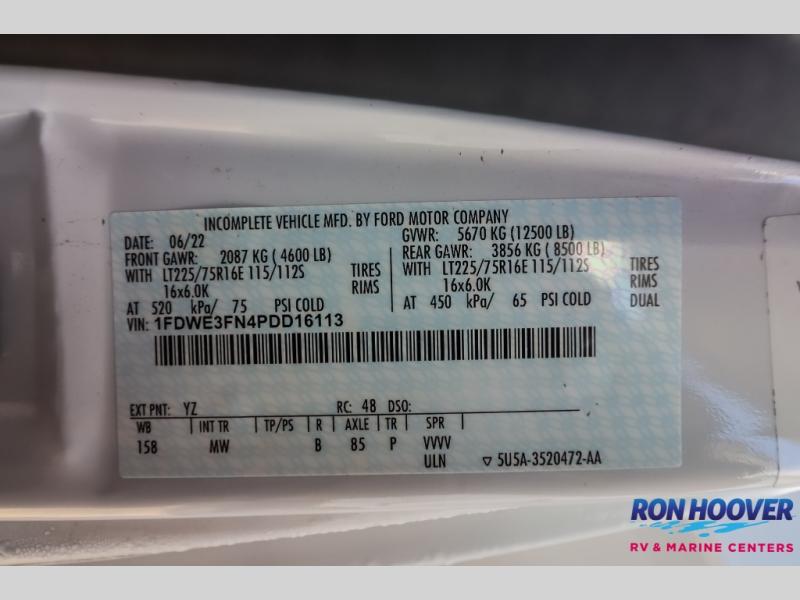 INCOMPLETE VEHICLE MFD. BY FORD MOTOR COMPANY
DATE: 06/22 GVWR: 5670 KG (12500 LB)
FRONT GAWR: 2087 KG ( 4600 LB) REAR GAWR: 3856 KG ( 8500 LB)
WITH LT225/75R16E 115/112S TIRES WITH LT225/75R16E 115/112S TIRES
16x6.0K RIMS 16x6.0K RIMS
AT 520 kPa/ 75 PSI COLD AT 450 kPa/ 65 PSI COLD DUAL
VIN: 1FDWE3FN4PDD16113
EXT PNT: YZ RC: 48 DSO:
WB INT TR TP/PS R AXLE TR SPR
158 MW B 85 P VVVV
ULN 5U5A-3520472-AA
RON HOOVER
RV & MARINE CENTERS